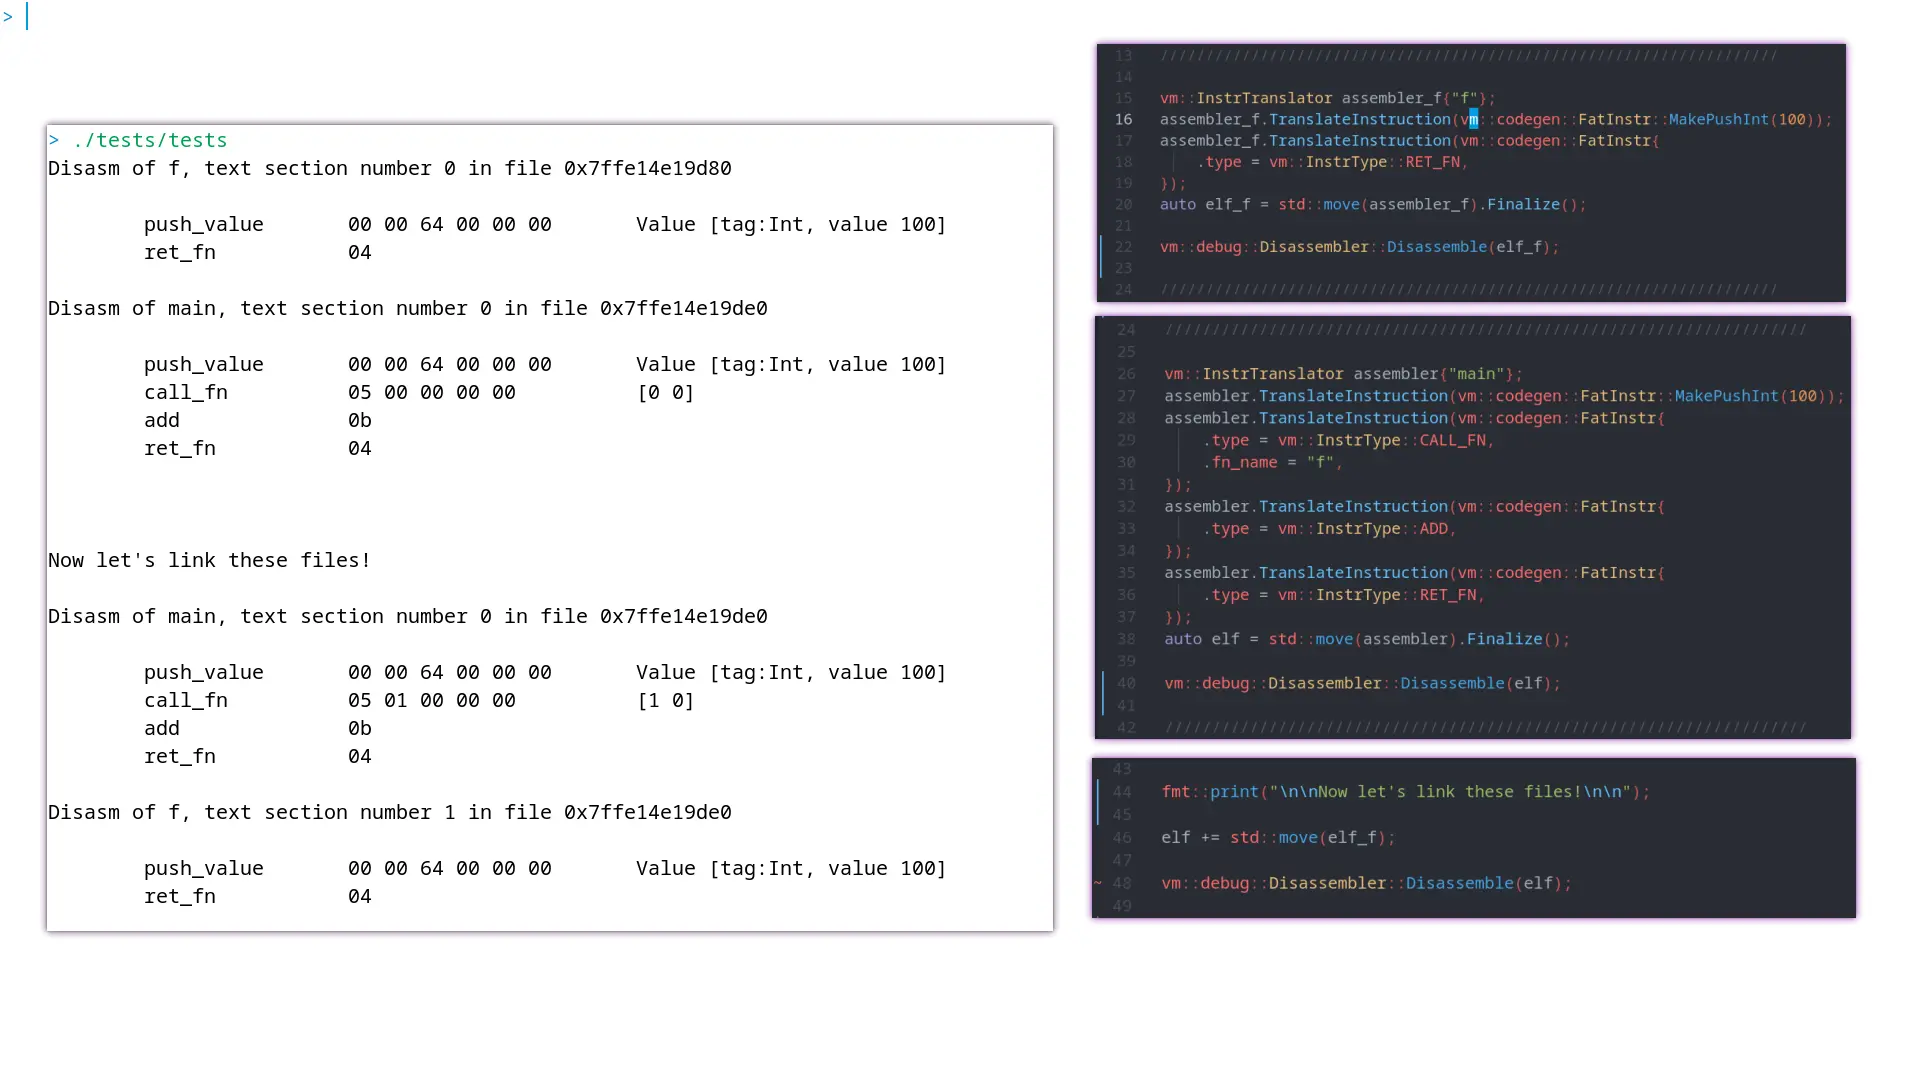 >
> ./tests/tests
Disasm of f, text section number 0 in file 0x7ffe14e19d80
push_value 00 00 64 00 00 00 Value [tag:Int, value 100]
ret_fn 04
Disasm of main, text section number 0 in file 0x7ffe14e19de0
push_value 00 00 64 00 00 00 Value [tag:Int, value 100]
call_fn 05 00 00 00 00 [0 0]
add 0b
ret_fn 04
Now let's link these files!
Disasm of main, text section number 0 in file 0x7ffe14e19de0
push_value 00 00 64 00 00 00 Value [tag:Int, value 100]
call_fn 05 01 00 00 00 [1 0]
add 0b
ret_fn 04
Disasm of f, text section number 1 in file 0x7ffe14e19de0
push_value 00 00 64 00 00 00 Value [tag:Int, value 100]
ret_fn 04
13 //////////////////////////////////////////////////////////////////////
14
15 vm::InstrTranslator assembler_f{"f"};
16 assembler_f.TranslateInstruction(vm::codegen::FatInstr::MakePushInt(100));
17 assembler_f.TranslateInstruction(vm::codegen::FatInstr{
18 .type = vm::InstrType::RET_FN,
19 });
20 auto elf_f = std::move(assembler_f).Finalize();
21
22 vm::debug::Disassembler::Disassemble(elf_f);
23
24 //////////////////////////////////////////////////////////////////////
24 //////////////////////////////////////////////////////////////////////
25
26 vm::InstrTranslator assembler{"main"};
27 assembler.TranslateInstruction(vm::codegen::FatInstr::MakePushInt(100));
28 assembler.TranslateInstruction(vm::codegen::FatInstr{
29 .type = vm::InstrType::CALL_FN,
30 .fn_name = "f",
31 });
32 assembler.TranslateInstruction(vm::codegen::FatInstr{
33 .type = vm::InstrType::ADD,
34 });
35 assembler.TranslateInstruction(vm::codegen::FatInstr{
36 .type = vm::InstrType::RET_FN,
37 });
38 auto elf = std::move(assembler).Finalize();
39
40 vm::debug::Disassembler::Disassemble(elf);
41
42 //////////////////////////////////////////////////////////////////////
43
44 fmt::print("\n\nNow let's link these files!\n\n");
45
46 elf += std::move(elf_f);
47
~ 48 vm::debug::Disassembler::Disassemble(elf);
49